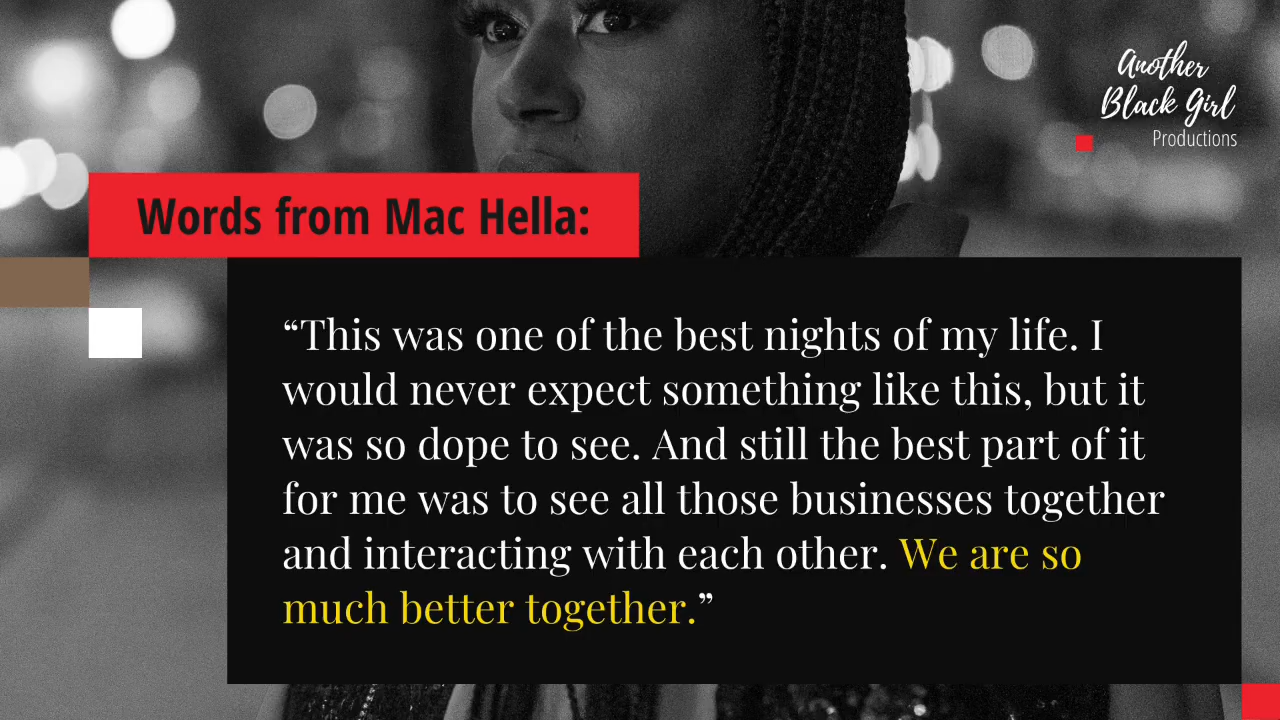 Another
Black Girl
Productions
Words from Mac Hella:
“This was one of the best nights of my life. I
would never expect something like this, but it
was so dope to see. And still the best part of it
for me was to see all those businesses together
and interacting with each other. We are so
much better together.”